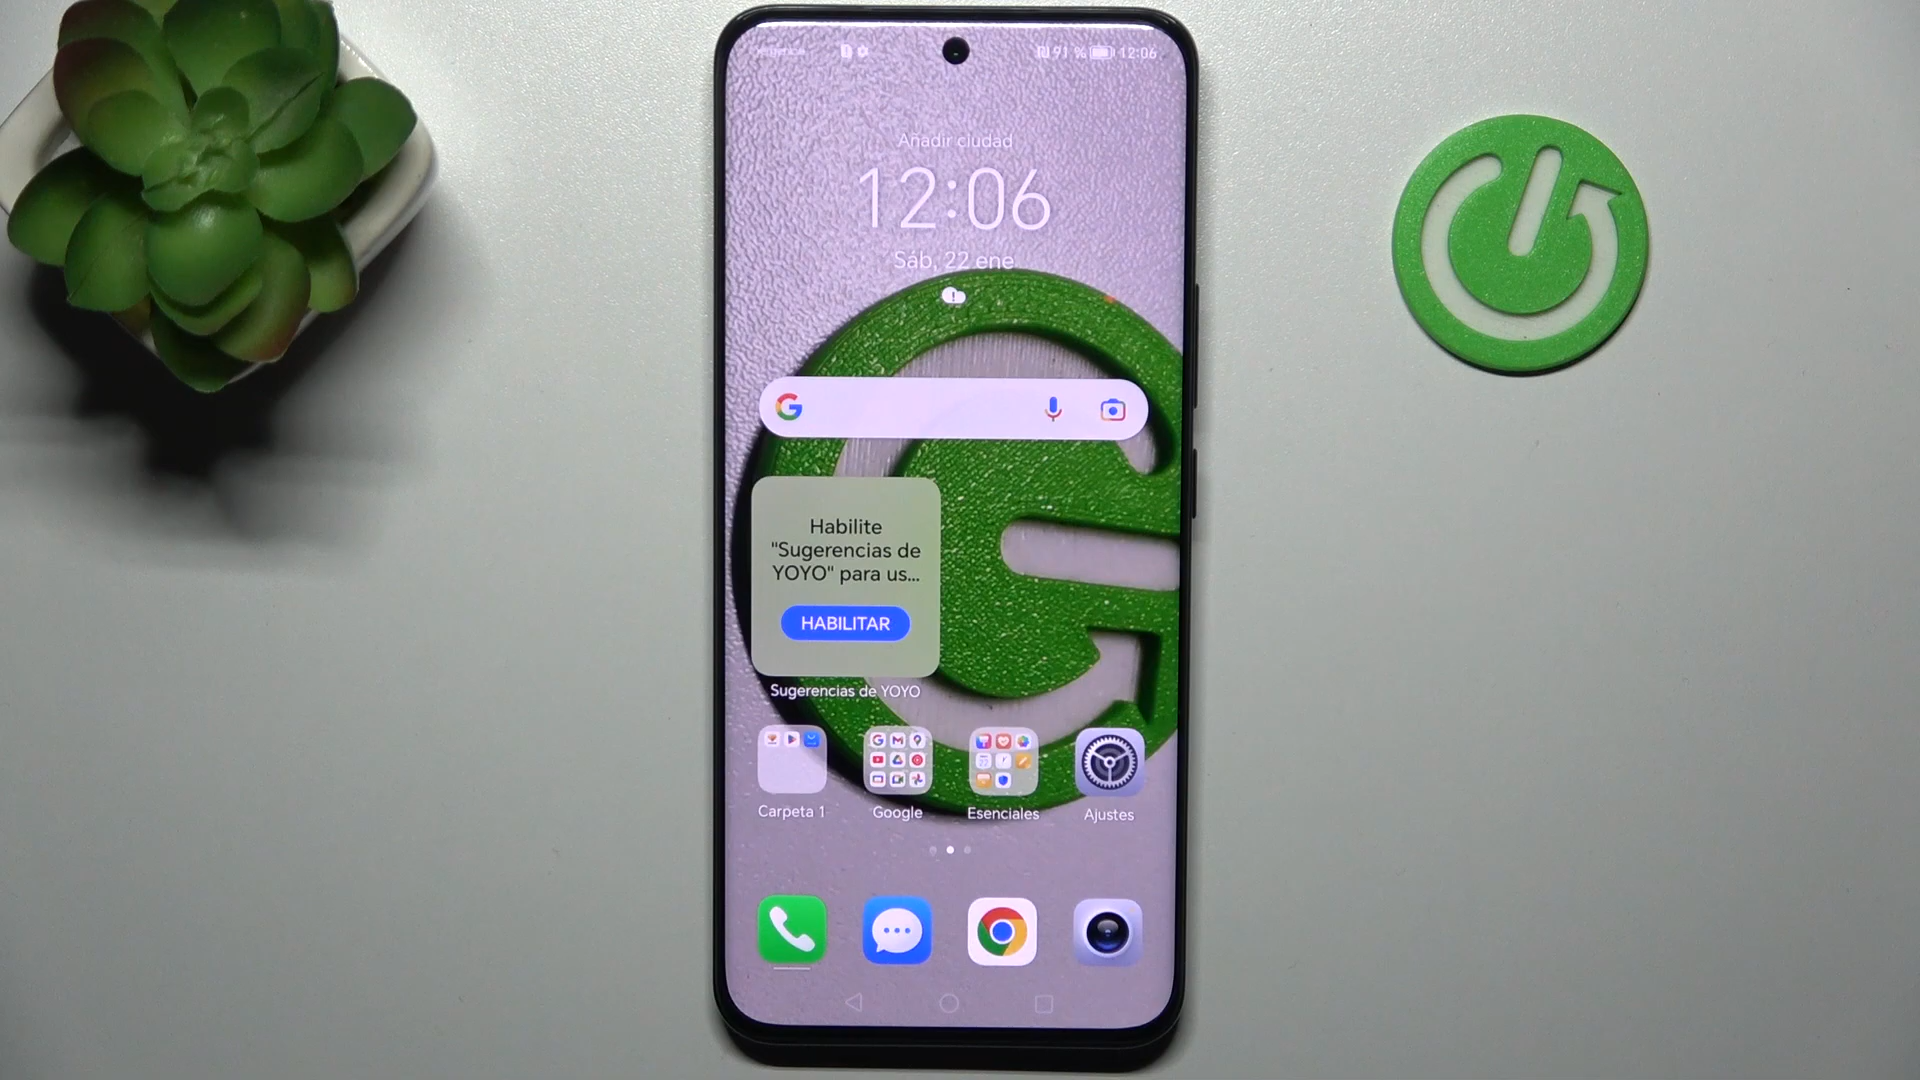 91 % 12:06
Añadir ciudad
12:06
Sáb, 22 ene
Habilite
"Sugerencias de
YOYO" para us...
HABILITAR
Sugerencias de YOYO
Carpeta 1
Google
Esenciales
Ajustes